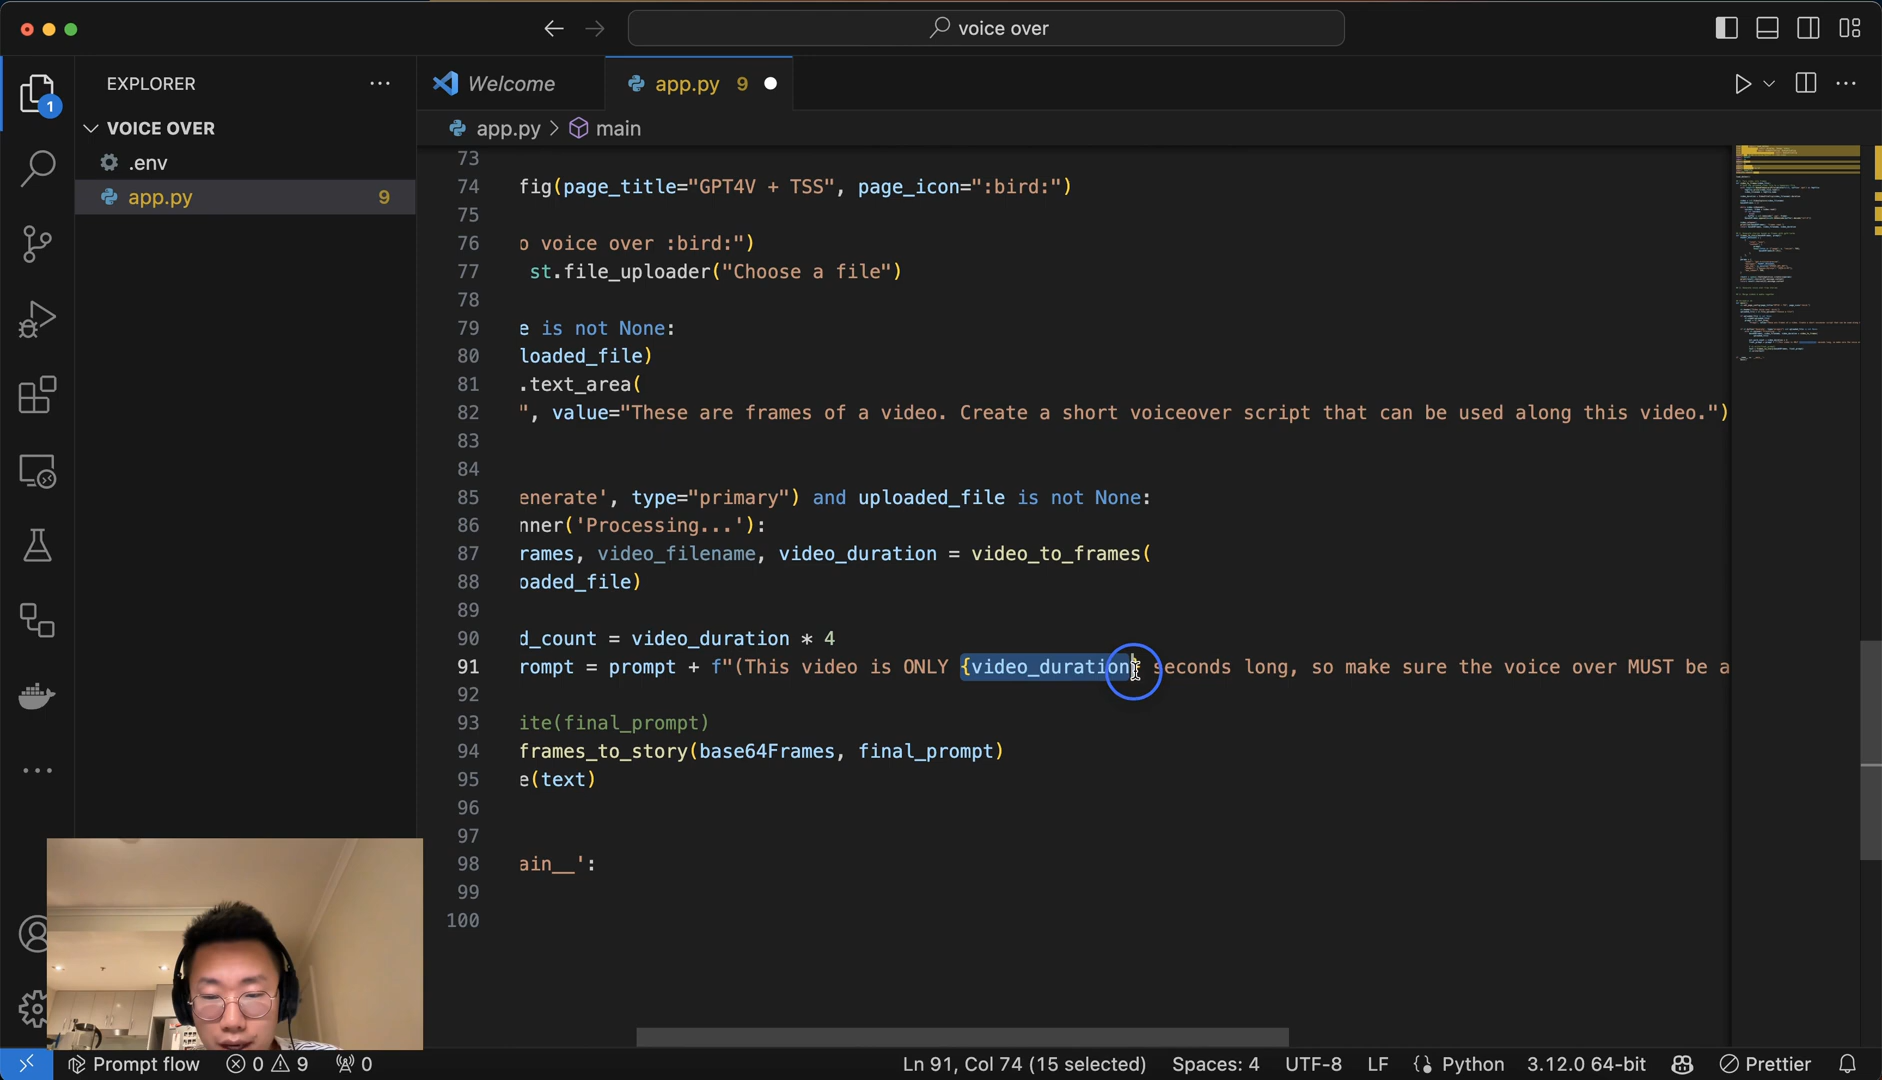 voice over
EXPLORER
Welcome
app.py 9
VOICE OVER
.env
app.py 9
app.py > main
73
74 fig(page_title="GPT4V + TSS", page_icon=":bird:")
75
76 o voice over :bird:")
77 st.file_uploader("Choose a file")
78
79 e is not None:
80 loaded_file)
81 .text_area(
82 ", value="These are frames of a video. Create a short voiceover script that can be used along this video.")
83
84
85 enerate', type="primary") and uploaded_file is not None:
86 nner('Processing...'):
87 rames, video_filename, video_duration = video_to_frames(
88 oaded_file)
89
90 d_count = video_duration * 4
91 rompt = prompt + f"(This video is ONLY {video_duration} seconds long, so make sure the voice over MUST be a
92
93 ite(final_prompt)
94 frames_to_story(base64Frames, final_prompt)
95 e(text)
96
97
98 ain__':
99
100
1
Prompt flow 0 9 0 Ln 91, Col 74 (15 selected) Spaces: 4 UTF-8 LF Python 3.12.0 64-bit Prettier